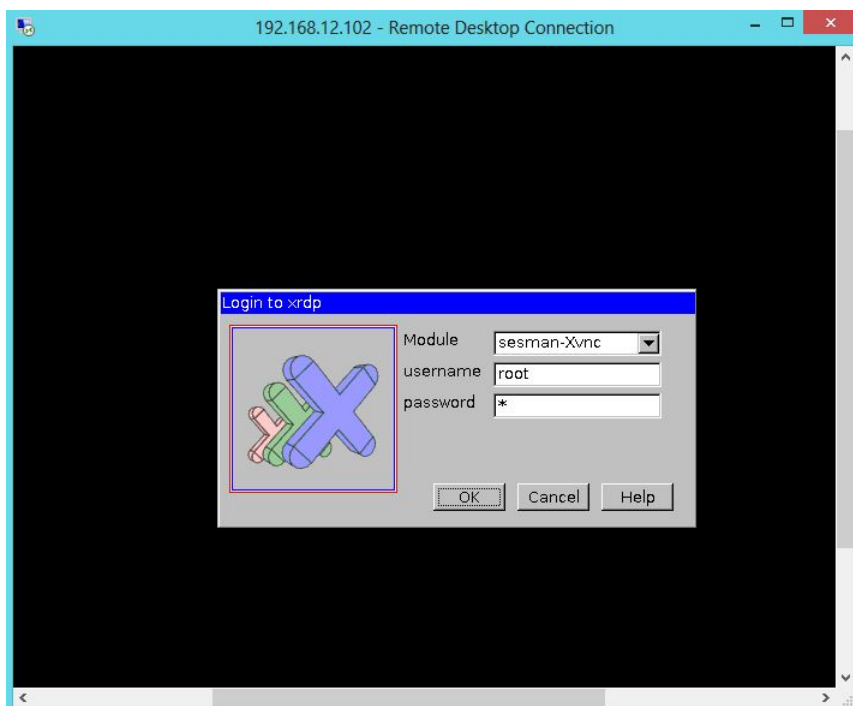 192.168.12.102 - Remote Desktop Connection
Login to xrdp
Module sesman-Xvnc
username root
password *
OK Cancel Help